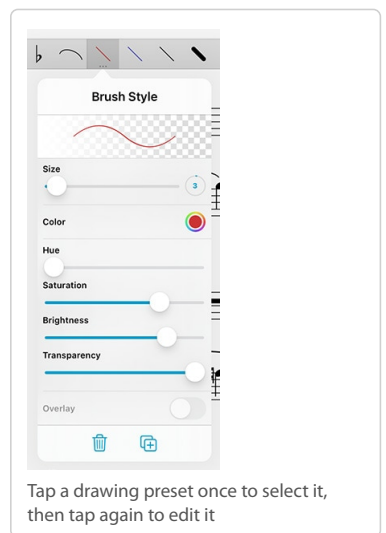 Brush Style
Size
3
Color
Hue
Saturation
Brightness
Transparency
Overlay
Tap a drawing preset once to select it,
then tap again to edit it